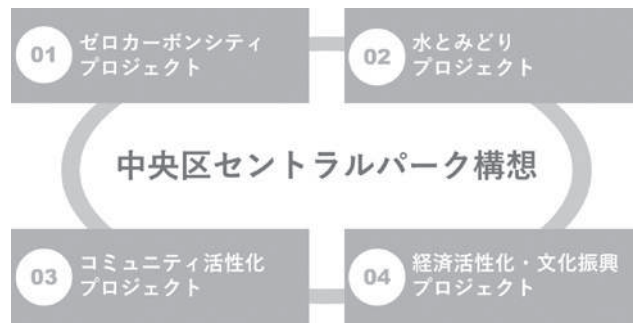 01
ゼロカーボンシティ
プロジェクト
02
水とみどり
プロジェクト
中央区セントラルパーク構想
03
コミュニティ活性化
プロジェクト
04
経済活性化・文化振興
プロジェクト